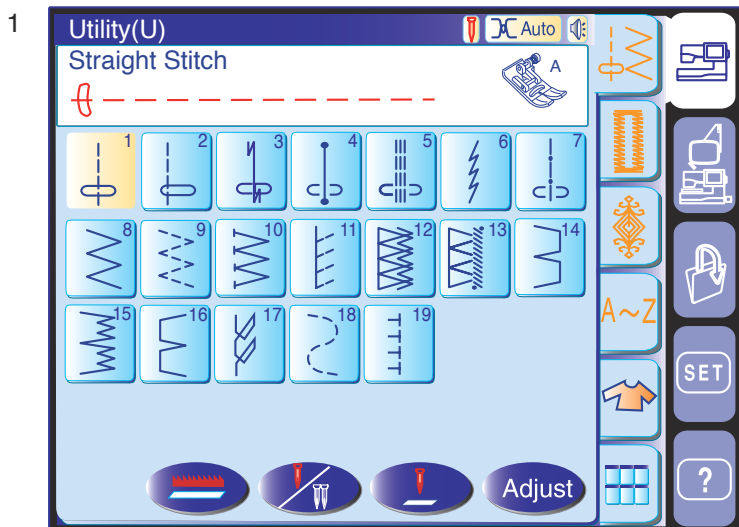 1
Utility(U) Auto
Straight Stitch A
1 2 3 4 5 6 7
8 9 10 11 12 13 14
A~Z
15 16 17 18 19
SET
Adjust ?